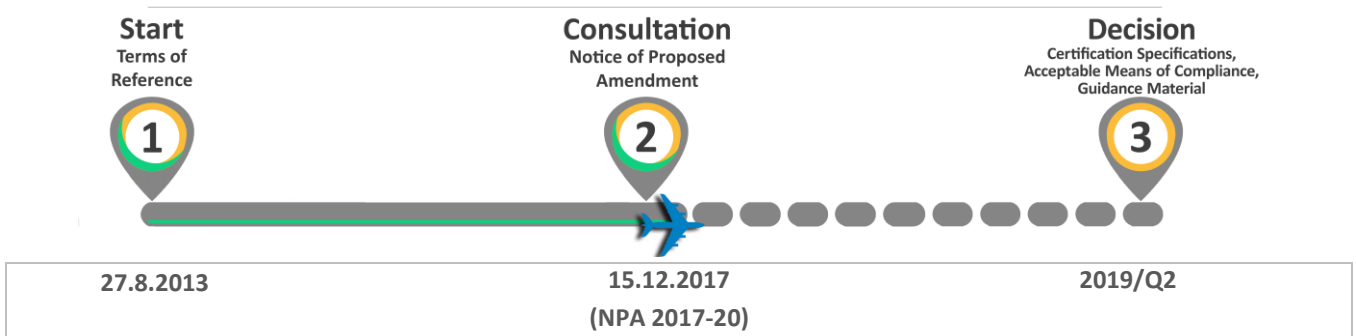 Start
Terms of
Reference
1
Consultation
Notice of Proposed
Amendment
2
Decision
Certification Specifications,
Acceptable Means of Compliance,
Guidance Material
3
27.8.2013
15.12.2017
(NPA 2017-20)
2019/Q2